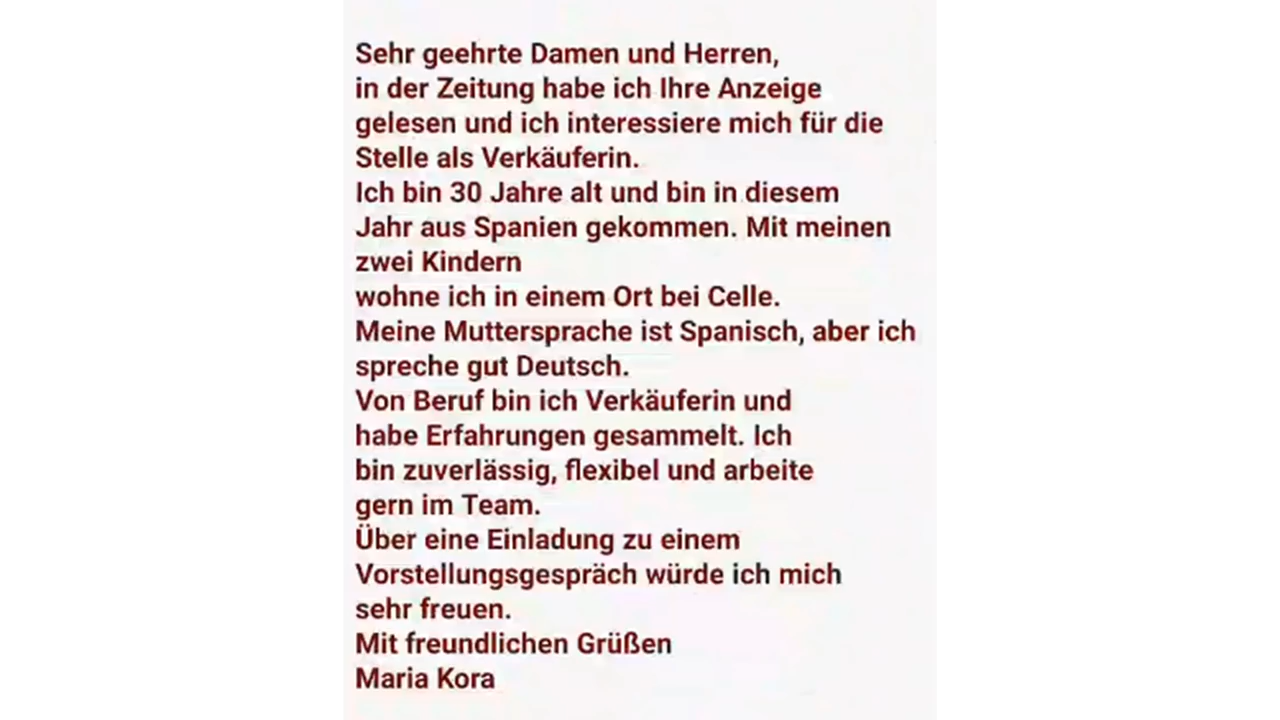 Sehr geehrte Damen und Herren,
in der Zeitung habe ich Ihre Anzeige
gelesen und ich interessiere mich für die
Stelle als Verkäuferin.
Ich bin 30 Jahre alt und bin in diesem
Jahr aus Spanien gekommen. Mit meinen
zwei Kindern
wohne ich in einem Ort bei Celle.
Meine Muttersprache ist Spanisch, aber ich
spreche gut Deutsch.
Von Beruf bin ich Verkäuferin und
habe Erfahrungen gesammelt. Ich
bin zuverlässig, flexibel und arbeite
gern im Team.
Über eine Einladung zu einem
Vorstellungsgespräch würde ich mich
sehr freuen.
Mit freundlichen Grüßen
Maria Kora